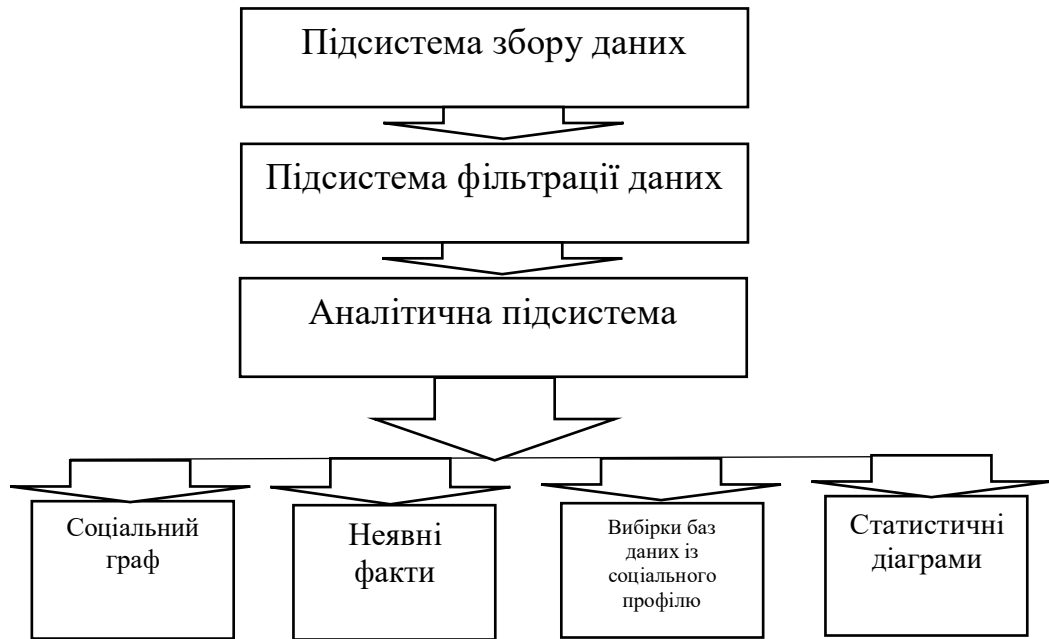 Підсистема збору даних
Підсистема фільтрації даних
Аналітична підсистема
Соціальний
граф
Неявні
факти
Вибірки баз
даних із
соціального
профілю
Статистичні
діаграми